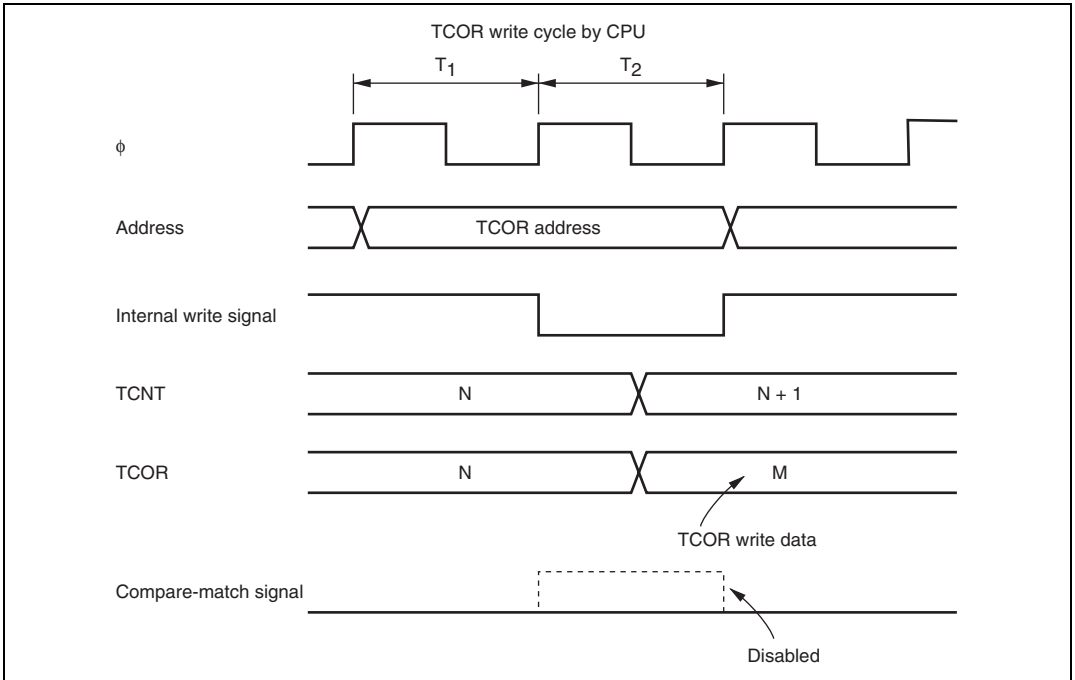 TCOR write cycle by CPU
T1 T2
φ
Address TCOR address
Internal write signal
TCNT N N + 1
TCOR N M
TCOR write data
Compare-match signal
Disabled